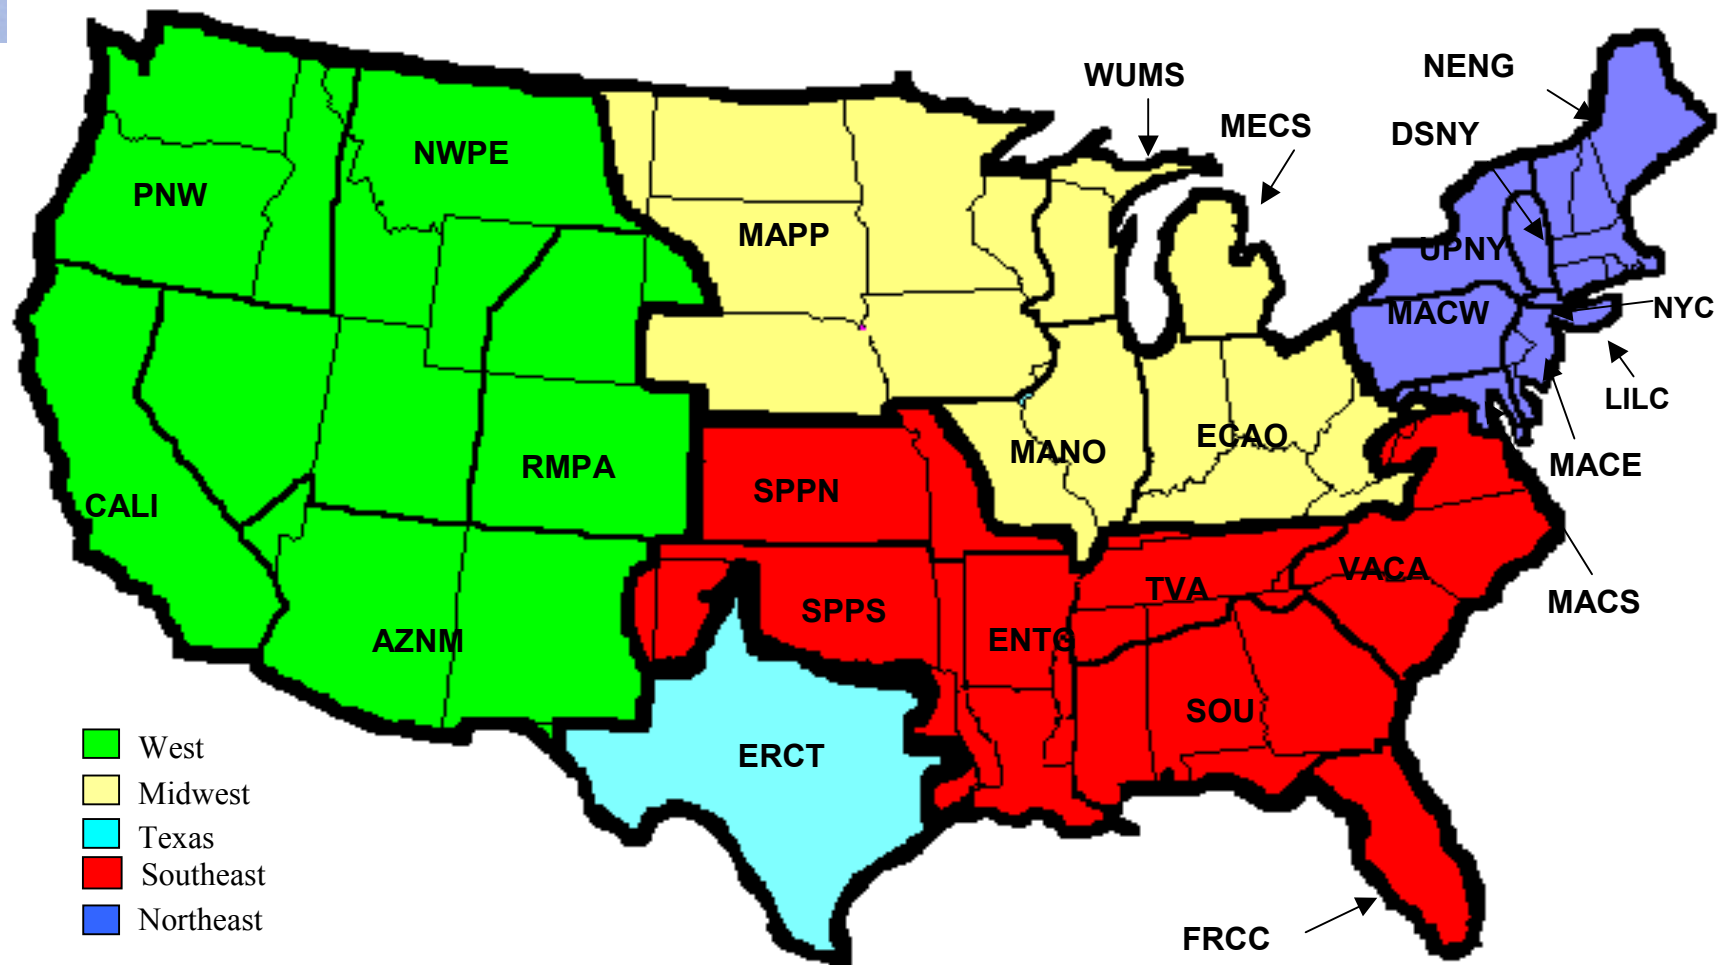 WUMS
NENG
MECS
DSNY
NWPE
PNW
MAPP
UPNY
MACW
NYC
LILC
MANO
ECAO
MACE
RMPA
SPPN
CALI
VACA
TVA
MACS
SPPS
ENTG
AZNM
SOU
ERCT
West
Midwest
Texas
Southeast
Northeast
FRCC